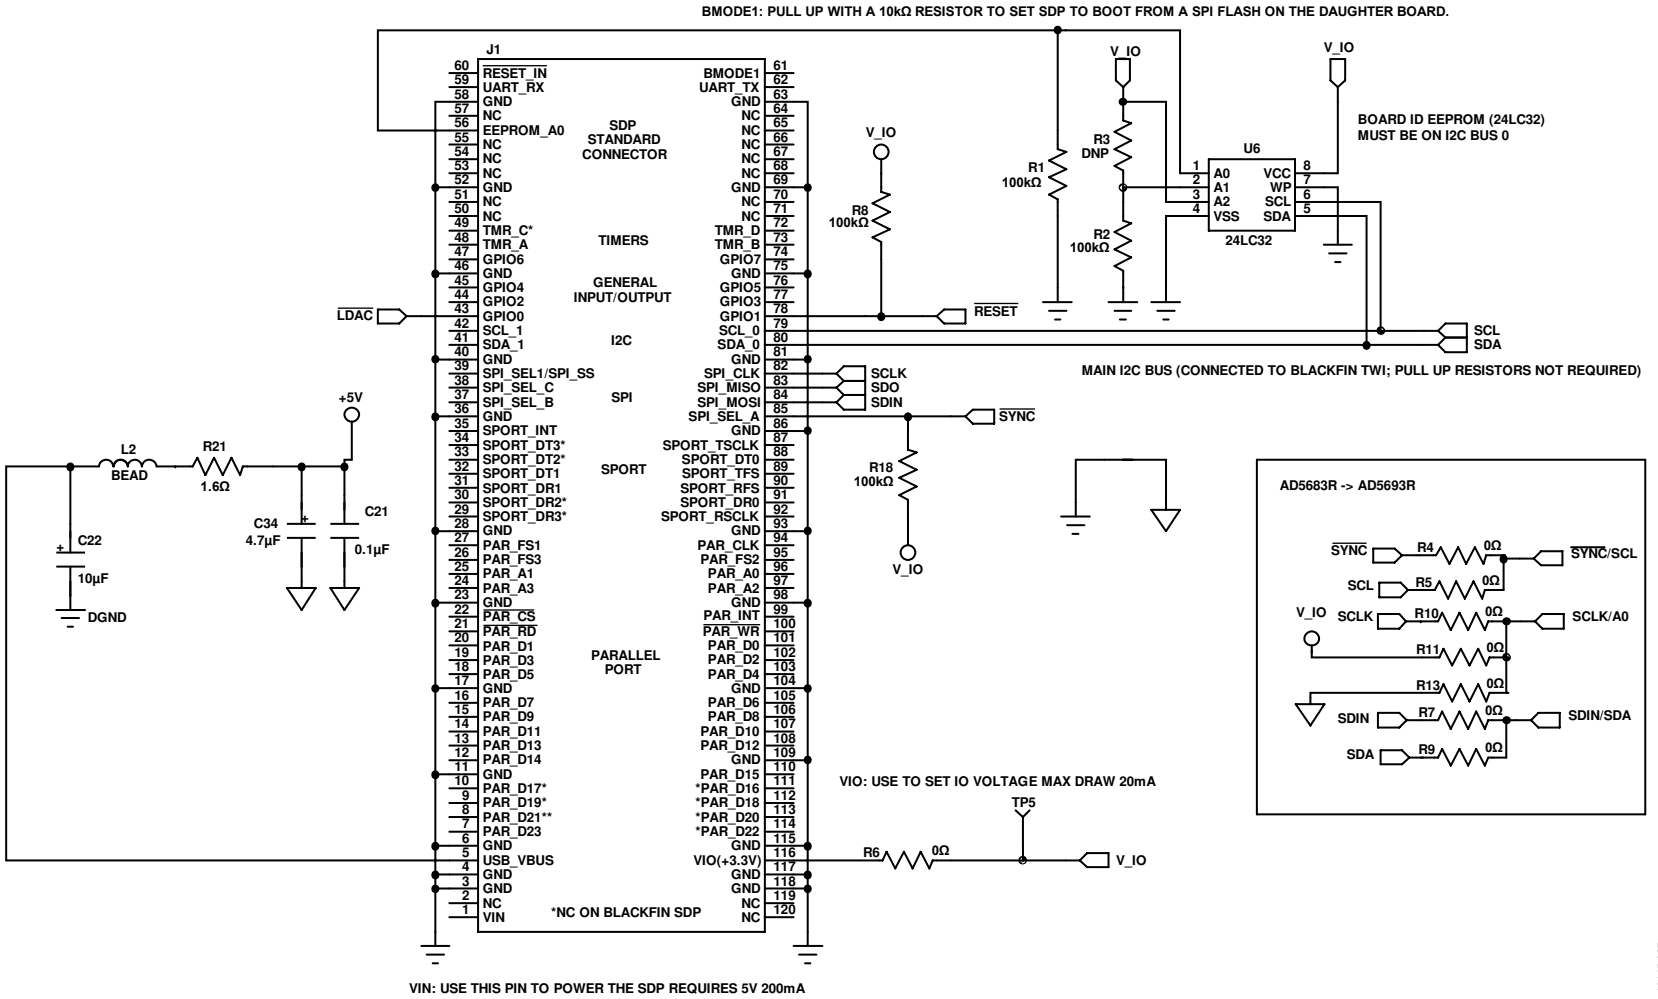 BMODE1: PULL UP WITH A 10kΩ RESISTOR TO SET SDP TO BOOT FROM A SPI FLASH ON THE DAUGHTER BOARD.
J1
60 RESET_IN
59 UART_RX
58 GND
57 NC
56 EEPROM_A0
55 NC
54 NC
53 NC
52 GND
51 NC
50 NC
49 TMR_C*
48 TMR_A
47 GPIO6
46 GND
45 GPIO4
44 GPIO2
43 GPIO0
42 SCL_1
41 SDA_1
40 GND
39 SPI_SEL1/SPI_SS
38 SPI_SEL_C
37 SPI_SEL_B
36 GND
35 SPORT_INT
34 SPORT_DT3*
33 SPORT_DT2*
32 SPORT_DT1
31 SPORT_DR1
30 SPORT_DR2*
29 SPORT_DR3*
28 GND
27 PAR_FS1
26 PAR_FS3
25 PAR_A1
24 PAR_A3
23 GND
22 PAR_CS
21 PAR_RD
20 PAR_D1
19 PAR_D3
18 PAR_D5
17 GND
16 PAR_D7
15 PAR_D9
14 PAR_D11
13 PAR_D13
12 PAR_D14
11 GND
10 PAR_D17*
9 PAR_D19*
8 PAR_D21**
7 PAR_D23
6 GND
5 USB_VBUS
4 GND
3 GND
2 NC
1 VIN
SDP
STANDARD
CONNECTOR
TIMERS
GENERAL
INPUT/OUTPUT
I2C
SPI
SPORT
PARALLEL
PORT
*NC ON BLACKFIN SDP
BMODE1 61
UART_TX 62
GND 63
NC 64
NC 65
NC 66
NC 67
NC 68
GND 69
NC 70
NC 71
TMR_D 72
TMR_B 73
GPIO7 74
GND 75
GPIO5 76
GPIO3 77
GPIO1 78
SCL_0 79
SDA_0 80
GND 81
SPI_CLK 82
SPI_MISO 83
SPI_MOSI 84
SPI_SEL_A 85
GND 86
SPORT_TSCLK 87
SPORT_DT0 88
SPORT_TFS 89
SPORT_RFS 90
SPORT_DR0 91
SPORT_RSCLK 92
GND 93
PAR_CLK 94
PAR_FS2 95
PAR_A0 96
PAR_A2 97
GND 98
PAR_INT 99
PAR_WR 100
PAR_D0 101
PAR_D2 102
PAR_D4 103
GND 104
PAR_D6 105
PAR_D8 106
PAR_D10 107
PAR_D12 108
GND 109
PAR_D15 110
*PAR_D16 111
*PAR_D18 112
*PAR_D20 113
*PAR_D22 114
GND 115
VIO(+3.3V) 116
GND 117
GND 118
NC 119
NC 120
LDAC
+5V
L2
BEAD
R21
1.6Ω
C22
+
10µF
DGND
C34
+
4.7µF
C21
0.1µF
VIN: USE THIS PIN TO POWER THE SDP REQUIRES 5V 200mA
V_IO
R8
100kΩ
RESET
R1
100kΩ
V_IO
R3
DNP
R2
100kΩ
V_IO
BOARD ID EEPROM (24LC32)
MUST BE ON I2C BUS 0
U6
1 A0
2 A1
3 A2
4 VSS
VCC 8
WP 7
SCL 6
SDA 5
24LC32
SCL
SDA
MAIN I2C BUS (CONNECTED TO BLACKFIN TWI; PULL UP RESISTORS NOT REQUIRED)
SCLK
SDO
SDIN
SYNC
R18
100kΩ
V_IO
AD5683R -> AD5693R
SYNC R4 0Ω SYNC/SCL
SCL R5 0Ω
V_IO
SCLK R10 0Ω SCLK/A0
R11 0Ω
R13 0Ω
SDIN R7 0Ω SDIN/SDA
SDA R9 0Ω
VIO: USE TO SET IO VOLTAGE MAX DRAW 20mA
TP5
R6 0Ω
V_IO